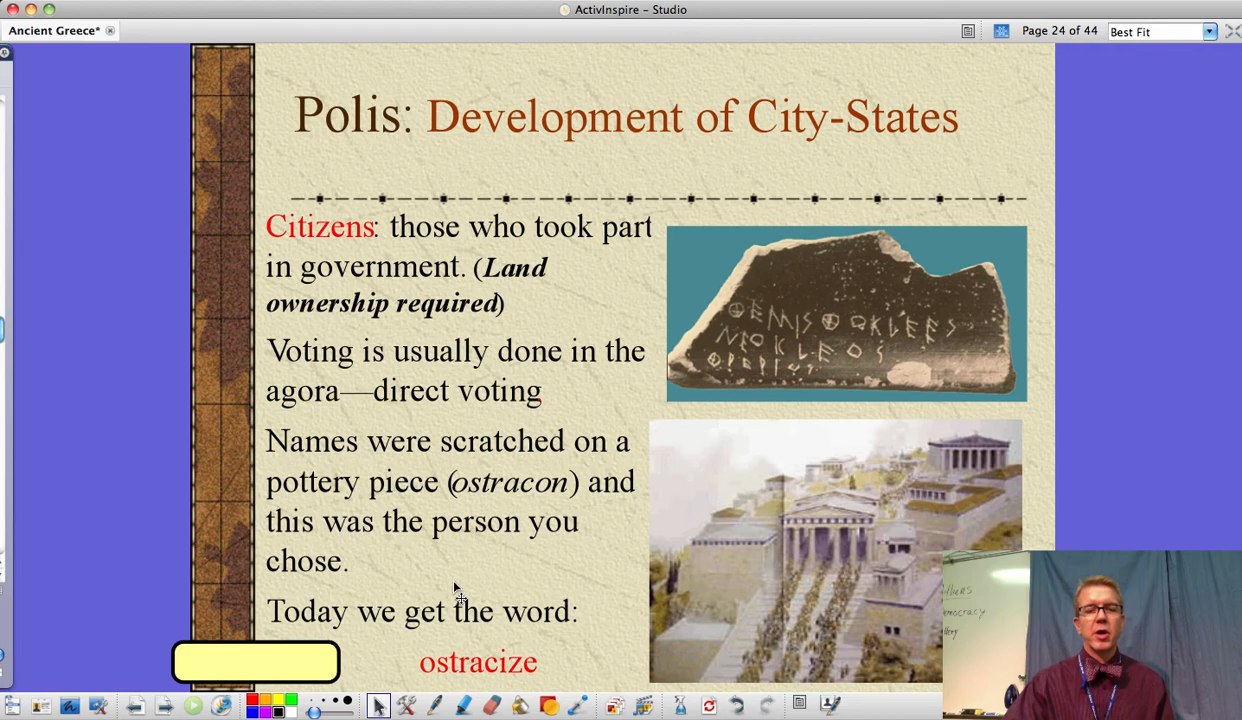 ActivInspire – Studio
Ancient Greece*
Page 24 of 44
Best Fit
Polis: Development of City-States
Citizens: those who took part
in government. (Land
ownership required)
Voting is usually done in the
agora—direct voting
Names were scratched on a
pottery piece (ostracon) and
this was the person you
chose.
Today we get the word:
ostracize